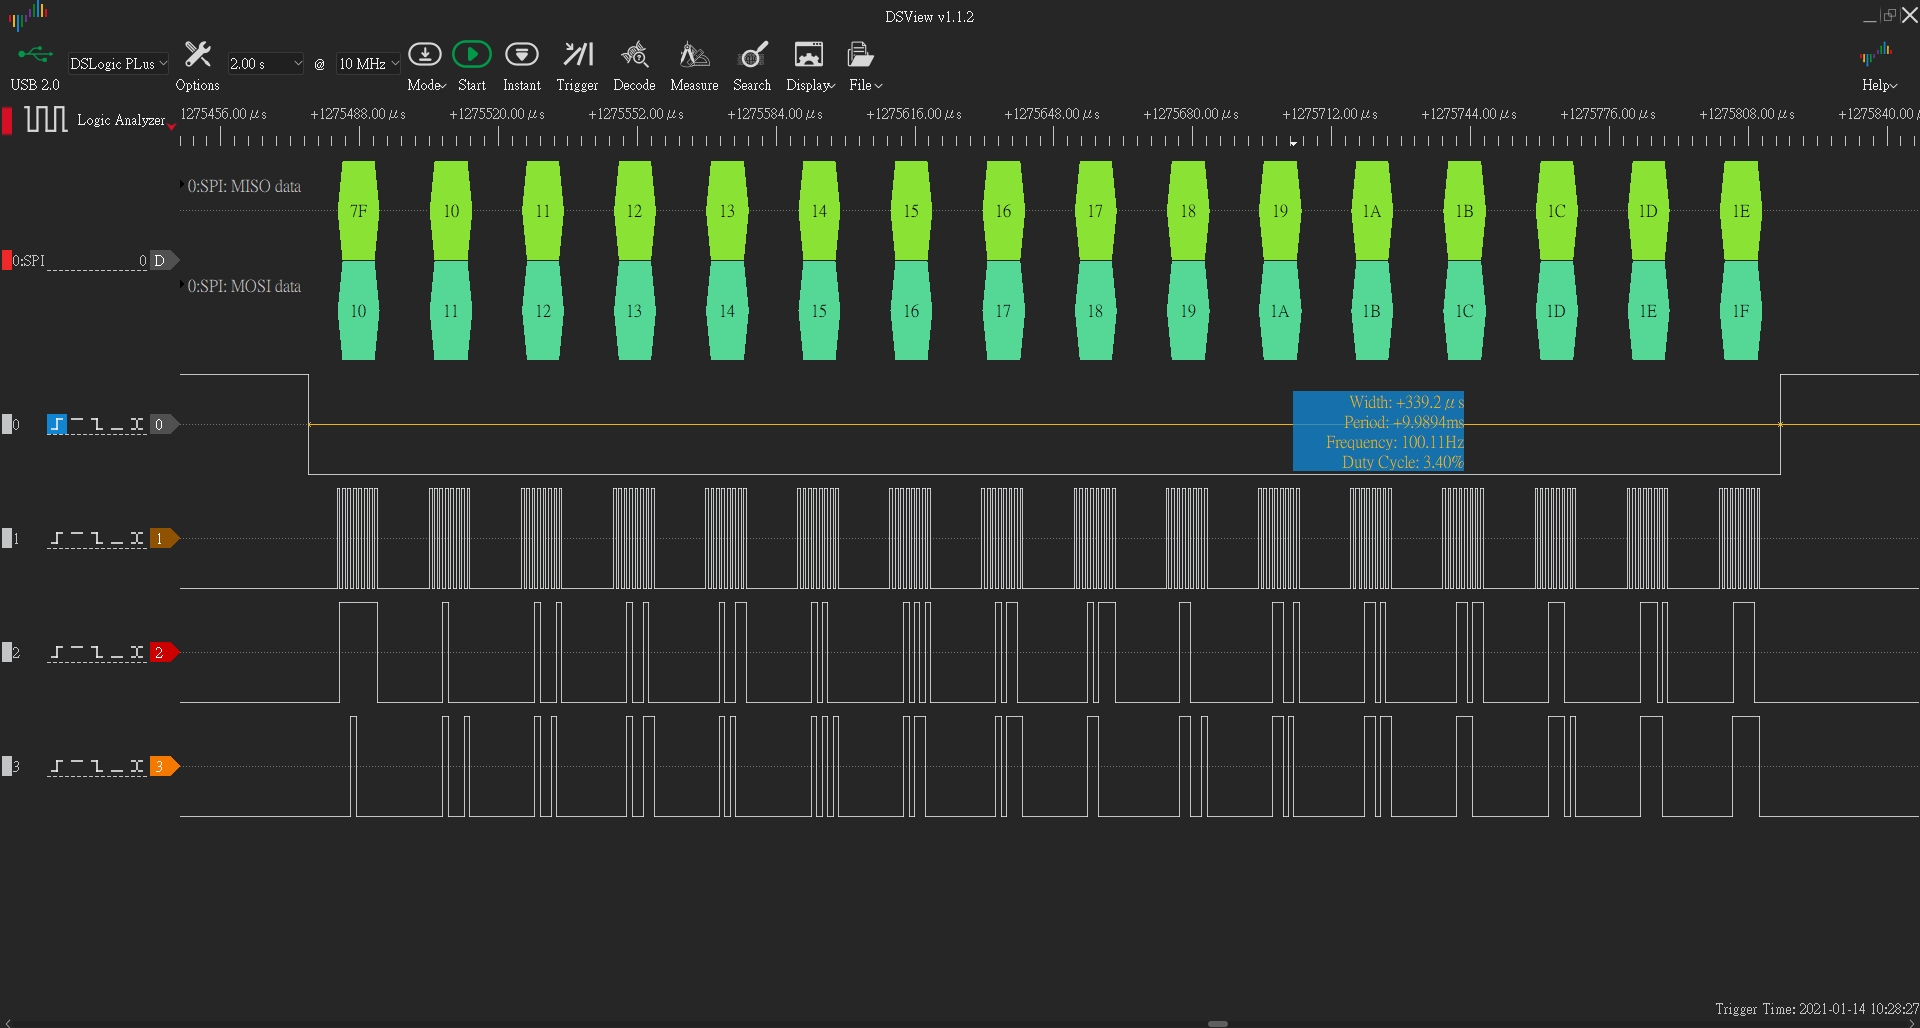 DSView v1.1.2
USB 2.0
DSLogic PLus
Options
2.00 s
@
10 MHz
Mode
Start
Instant
Trigger
Decode
Measure
Search
Display
File
Help
Logic Analyzer
1275456.00 μs +1275488.00 μs +1275520.00 μs +1275552.00 μs +1275584.00 μs +1275616.00 μs +1275648.00 μs +1275680.00 μs +1275712.00 μs +1275744.00 μs +1275776.00 μs +1275808.00 μs +1275840.00
0:SPI: MISO data
7F 10 11 12 13 14 15 16 17 18 19 1A 1B 1C 1D 1E
0:SPI 0 D
0:SPI: MOSI data
10 11 12 13 14 15 16 17 18 19 1A 1B 1C 1D 1E 1F
0 0
Width: +339.2 μs
Period: +9.9894ms
Frequency: 100.11Hz
Duty Cycle: 3.40%
1 1
2 2
3 3
Trigger Time: 2021-01-14 10:28:27